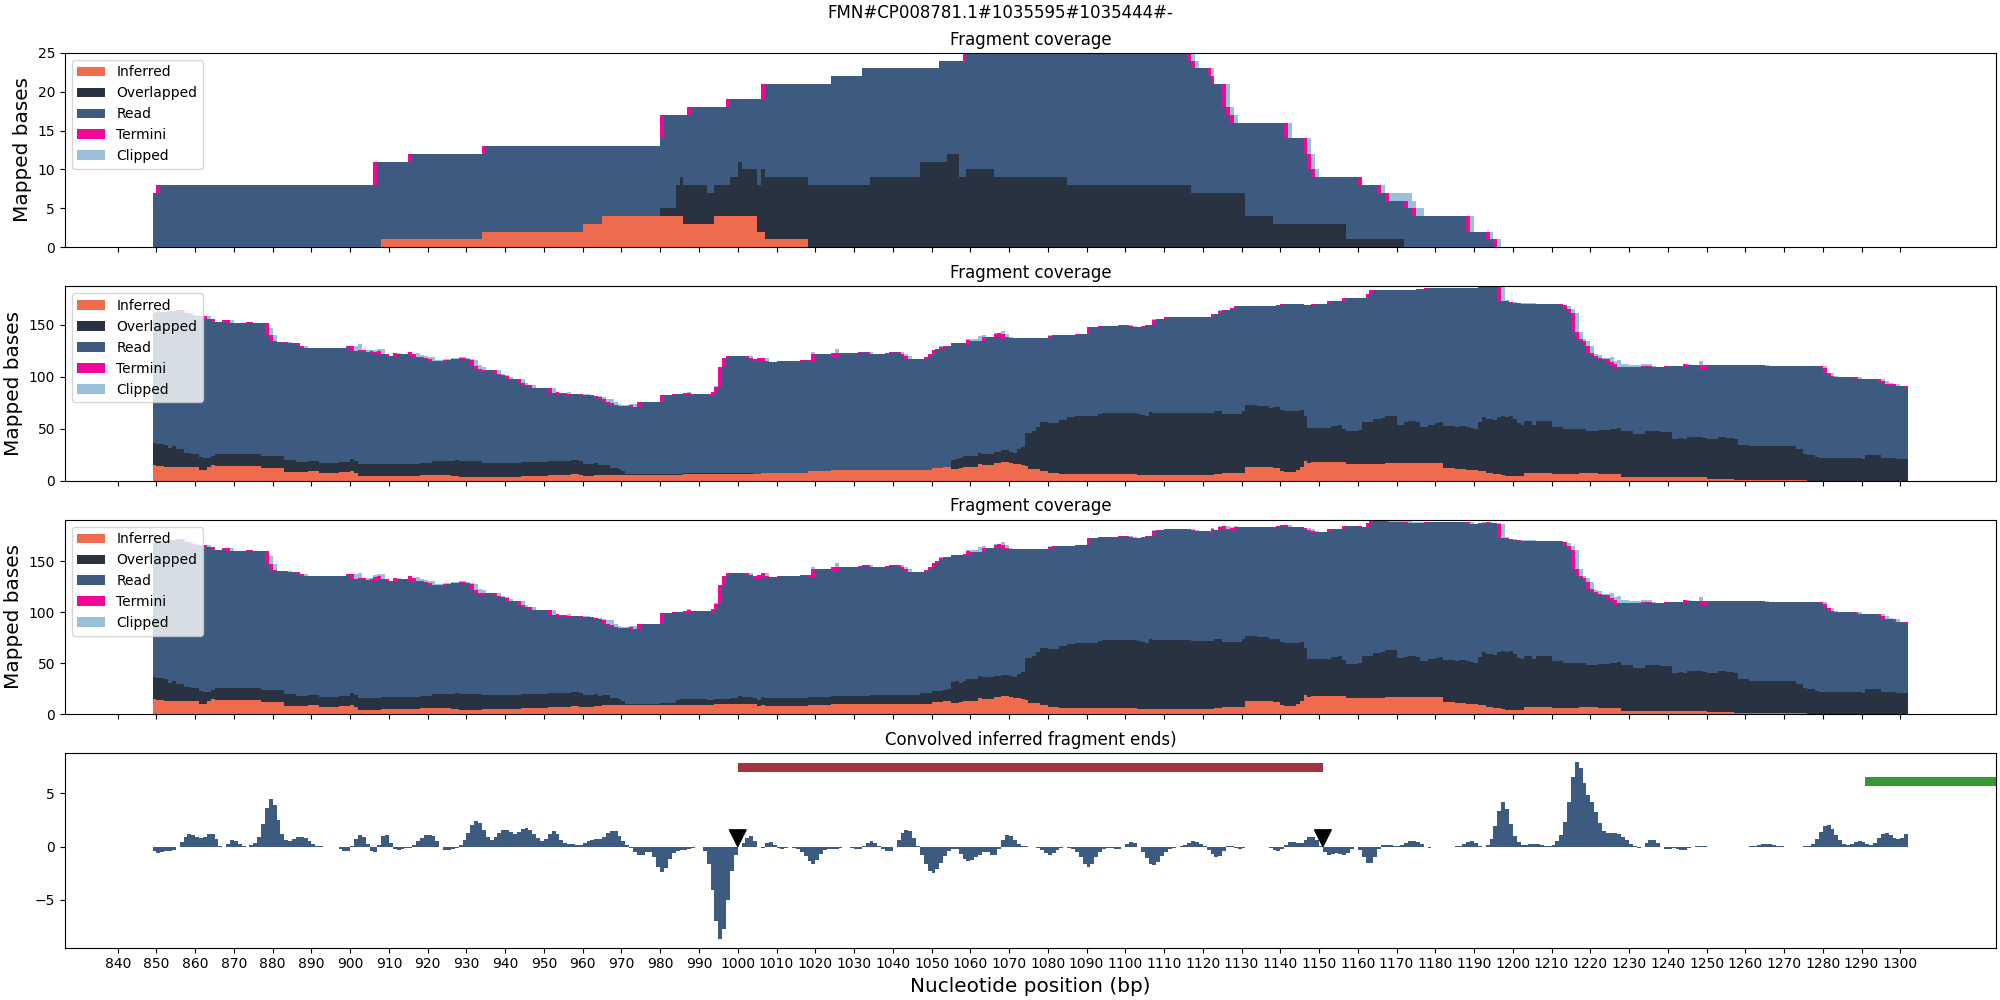 FMN#CP008781.1#1035595#1035444#-
Fragment coverage
Mapped bases
25
20
15
10
5
0
Inferred
Overlapped
Read
Termini
Clipped
Fragment coverage
Mapped bases
150
100
50
0
Inferred
Overlapped
Read
Termini
Clipped
Fragment coverage
Mapped bases
150
100
50
0
Inferred
Overlapped
Read
Termini
Clipped
Convolved inferred fragment ends)
5
0
−5
840 850 860 870 880 890 900 910 920 930 940 950 960 970 980 990 1000 1010 1020 1030 1040 1050 1060 1070 1080 1090 1100 1110 1120 1130 1140 1150 1160 1170 1180 1190 1200 1210 1220 1230 1240 1250 1260 1270 1280 1290 1300
Nucleotide position (bp)